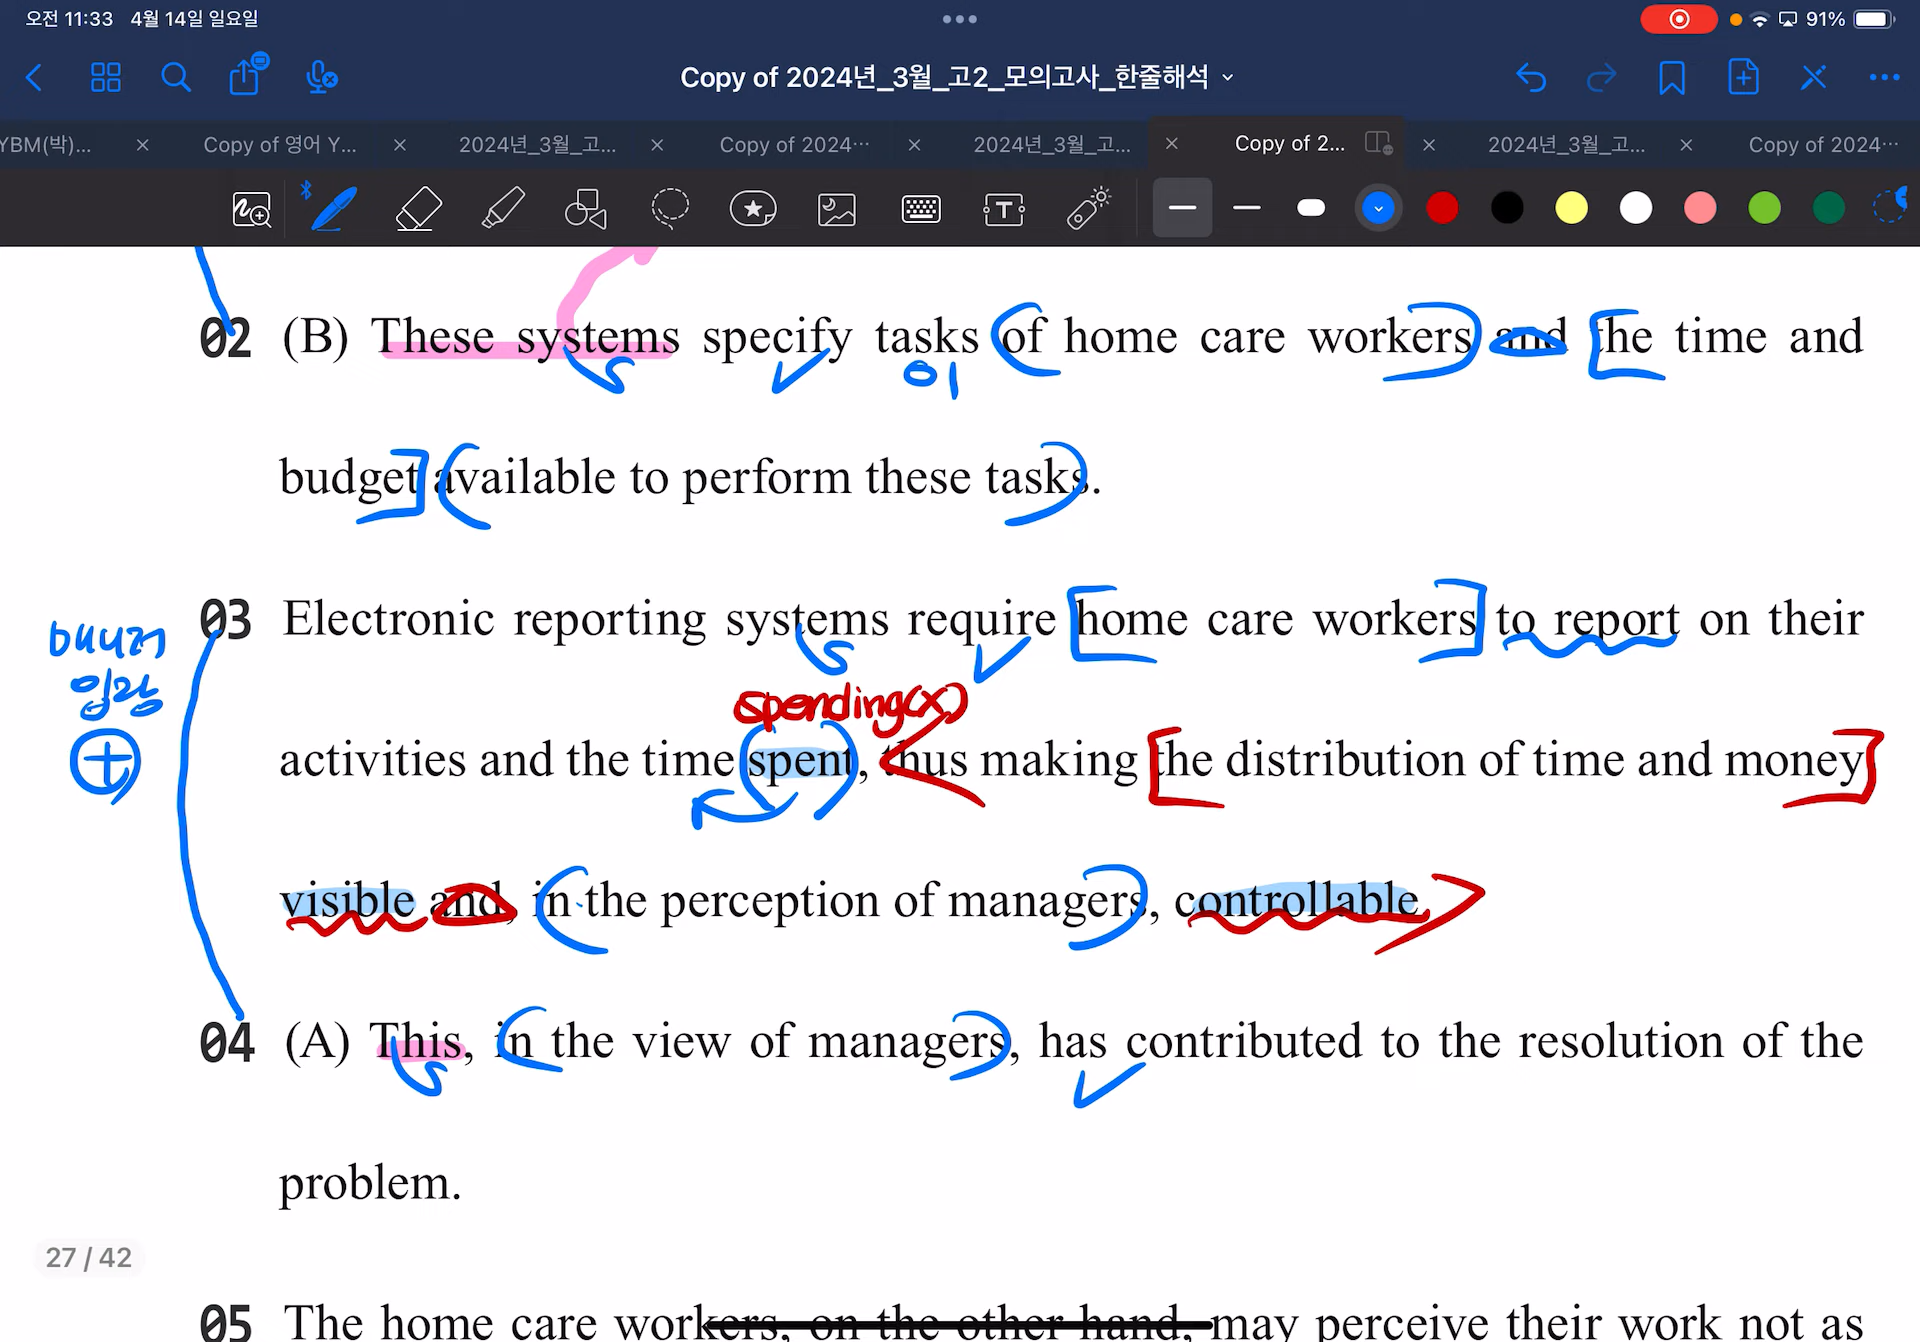 오전 11:33 4월 14일 일요일
91%
Copy of 2024년_3월_고2_모의고사_한줄해석
YBM(박)... Copy of 영어 Y... 2024년_3월_고... Copy of 2024... 2024년_3월_고... Copy of 2... 2024년_3월_고... Copy of 2024...
02 (B) These systems specify tasks of home care workers and the time and
S V O1
budget available to perform these tasks.
매니저
입장
+
03 Electronic reporting systems require home care workers to report on their
S V
spending(x)
activities and the time spent, thus making the distribution of time and money
visible and, in the perception of managers, controllable.
04 (A) This, in the view of managers, has contributed to the resolution of the
S V
problem.
27 / 42
05 The home care workers, on the other hand, may perceive their work not as